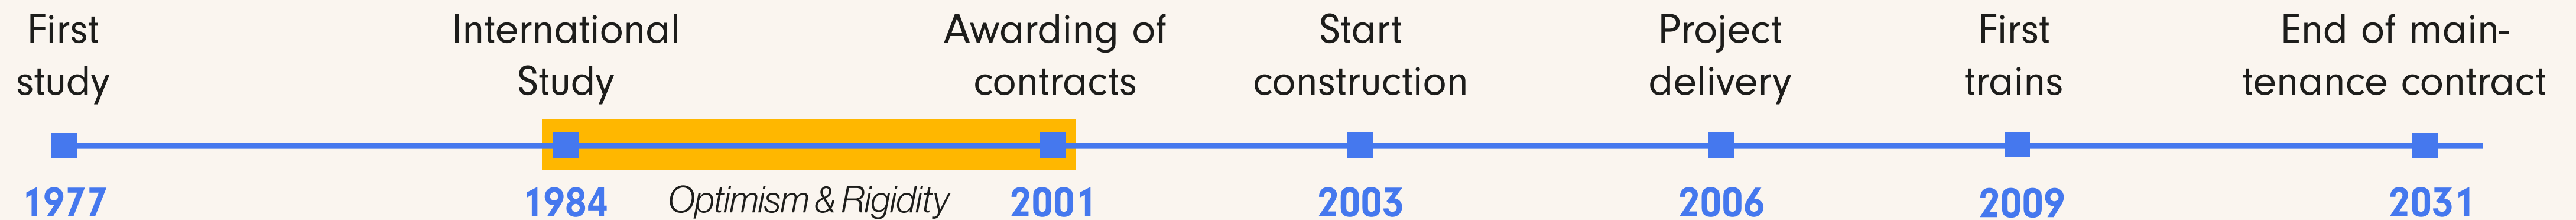 First
study
International
Study
Awarding of
contracts
Start
construction
Project
delivery
First
trains
End of main-
tenance contract
1977
1984
Optimism & Rigidity
2001
2003
2006
2009
2031